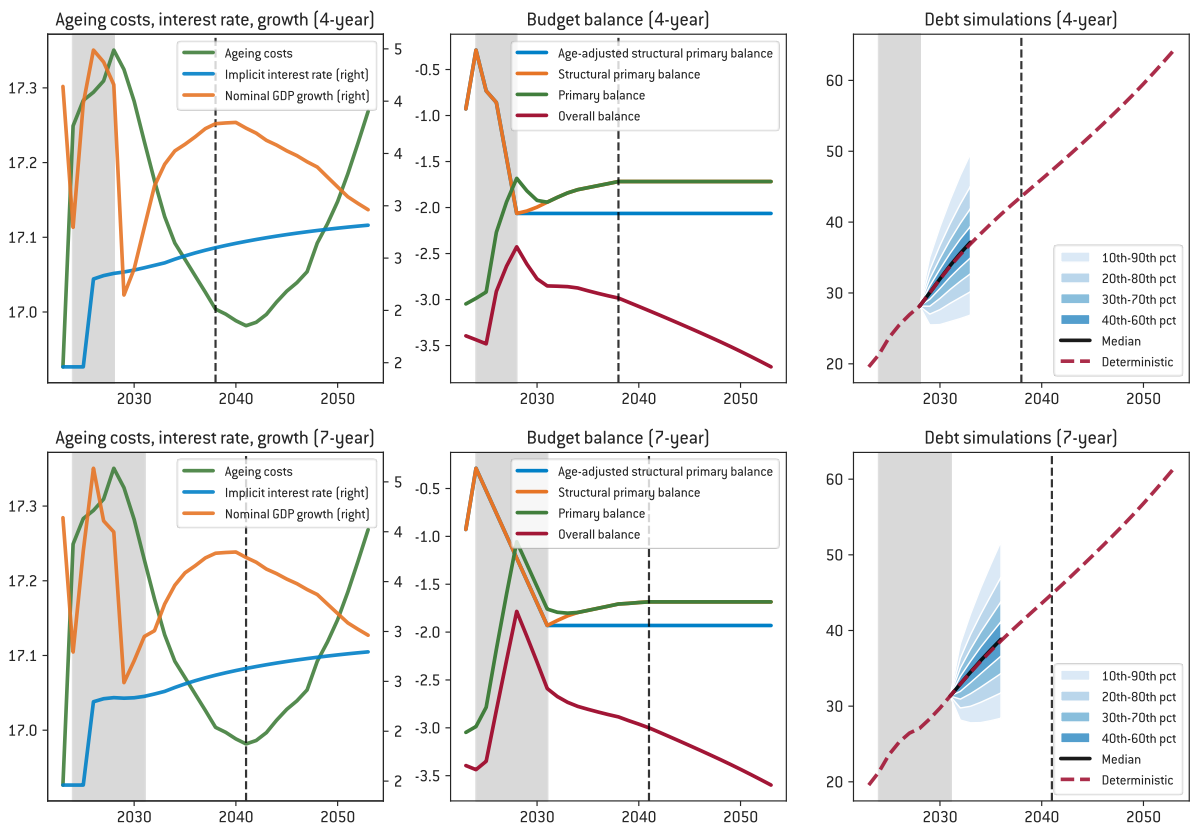 Ageing costs, interest rate, growth (4-year)
Ageing costs
Implicit interest rate (right)
Nominal GDP growth (right)
17.3
17.2
17.1
17.0
5
4
4
3
3
2
2
2030
2040
2050
Budget balance (4-year)
Age-adjusted structural primary balance
Structural primary balance
Primary balance
Overall balance
-0.5
-1.0
-1.5
-2.0
-2.5
-3.0
-3.5
2030
2040
2050
Debt simulations (4-year)
60
50
40
30
20
10th-90th pct
20th-80th pct
30th-70th pct
40th-60th pct
Median
Deterministic
2030
2040
2050
Ageing costs, interest rate, growth (7-year)
Ageing costs
Implicit interest rate (right)
Nominal GDP growth (right)
17.3
17.2
17.1
17.0
5
4
4
3
3
2
2
2030
2040
2050
Budget balance (7-year)
Age-adjusted structural primary balance
Structural primary balance
Primary balance
Overall balance
-0.5
-1.0
-1.5
-2.0
-2.5
-3.0
-3.5
2030
2040
2050
Debt simulations (7-year)
60
50
40
30
20
10th-90th pct
20th-80th pct
30th-70th pct
40th-60th pct
Median
Deterministic
2030
2040
2050